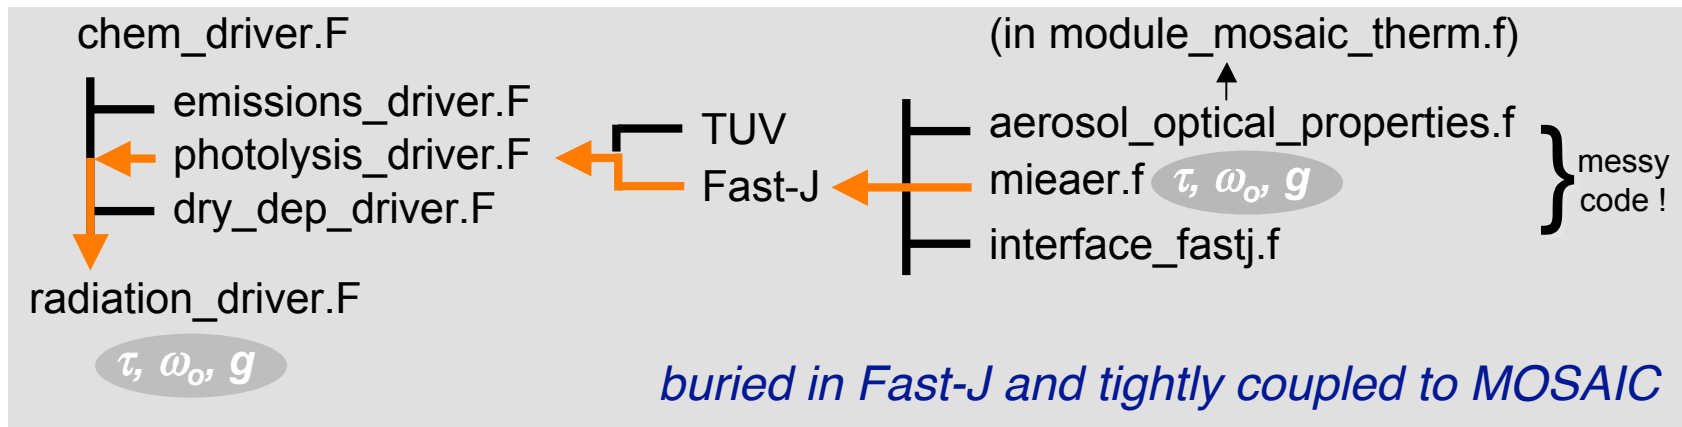 chem_driver.F
emissions_driver.F
photolysis_driver.F
dry_dep_driver.F
radiation_driver.F
τ, ωo, g
TUV
Fast-J
(in module_mosaic_therm.f)
aerosol_optical_properties.f
mieaer.f τ, ωo, g
interface_fastj.f
messy
code !
buried in Fast-J and tightly coupled to MOSAIC